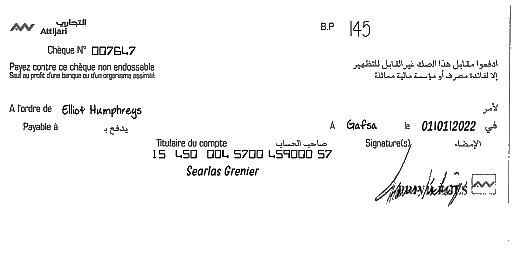 التجاري
Attijari
B.P 145
Chèque N° 007647
Payez contre ce chèque non endossable
ادفعوا مقابل هذا الصك غير القابل للتظهير
Sauf au profit d'une banque ou d'un organisme assimilé
إلا لفائدة مصرف أو مؤسسة مالية مماثلة
A l'ordre de Elliot Humphreys
لأمر
Payable à يدفع بـ
A Gafsa le 01/01/2022 في
Titulaire du compte صاحب الحساب
Signature(s) الإمضاء
15 450 004 5700 459000 57
Searlas Grenier